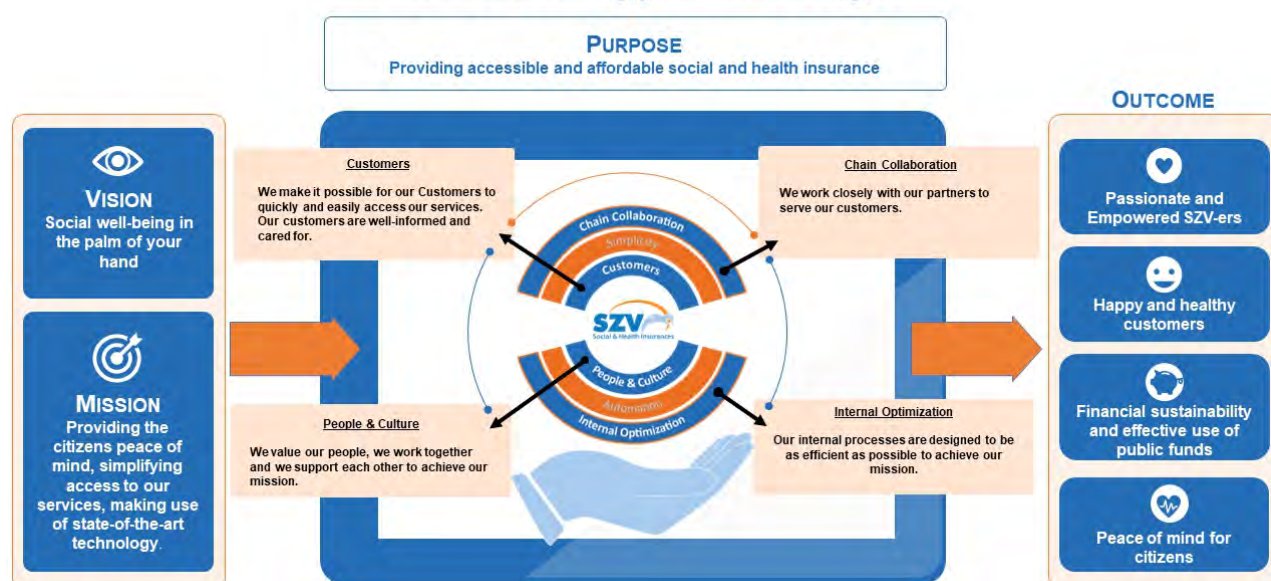 PURPOSE
Providing accessible and affordable social and health insurance
VISION
Social well-being in
the palm of your
hand
MISSION
Providing the
citizens peace of
mind, simplifying
access to our
services, making use
of state-of-the-art
technology.
Customers
We make it possible for our Customers to
quickly and easily access our services.
Our customers are well-informed and
cared for.
Chain Collaboration
We work closely with our partners to
serve our customers.
Chain Collaboration
Simplicity
Customers
SZV
Social & Health Insurances
People & Culture
Automation
Internal Optimization
People & Culture
We value our people, we work together
and we support each other to achieve our
mission.
Internal Optimization
Our internal processes are designed to be
as efficient as possible to achieve our
mission.
OUTCOME
Passionate and
Empowered SZV-ers
Happy and healthy
customers
Financial sustainability
and effective use of
public funds
Peace of mind for
citizens